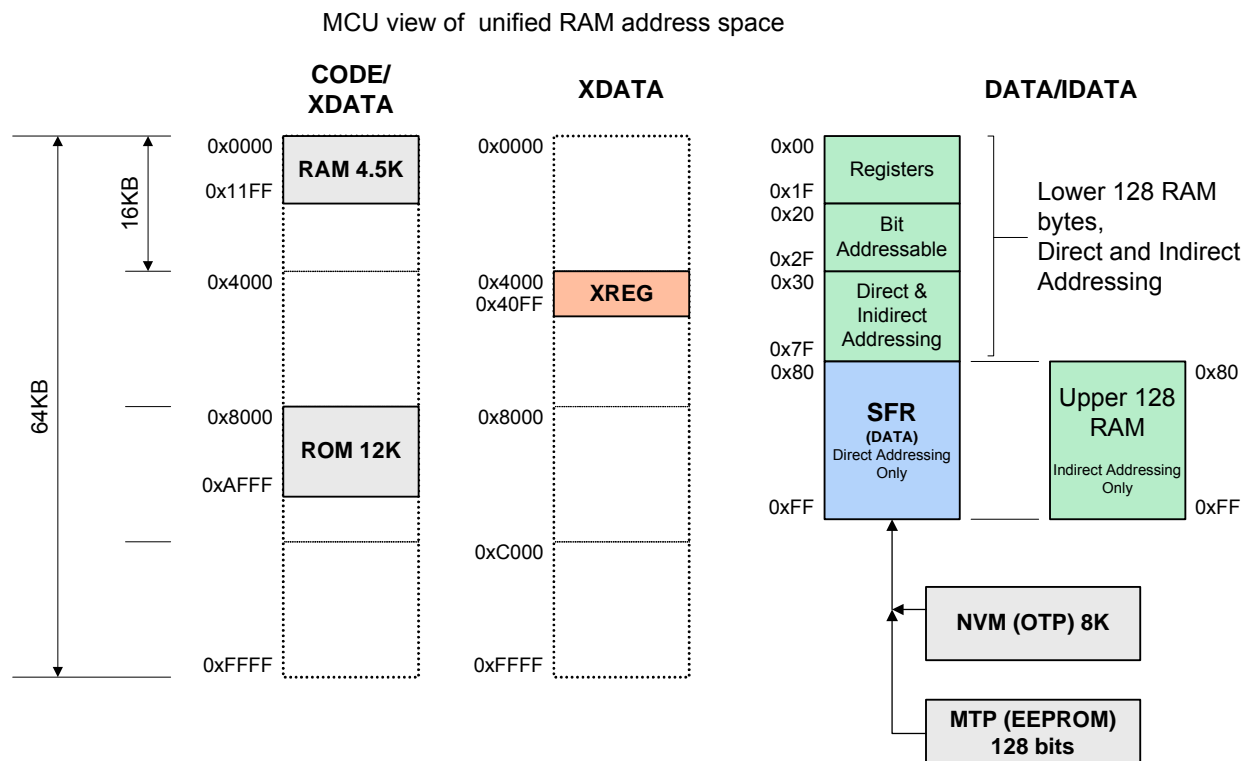 MCU view of  unified RAM address space
CODE/
XDATA
XDATA
DATA/IDATA
64KB
16KB
0x0000
0x11FF
0x4000
0x8000
0xAFFF
0xFFFF
RAM 4.5K
ROM 12K
0x0000
0x4000
0x40FF
0x8000
0xC000
0xFFFF
XREG
0x00
0x1F
0x20
0x2F
0x30
0x7F
0x80
0xFF
Registers
Bit
Addressable
Direct &
Inidirect
Addressing
SFR
(DATA)
Direct Addressing
Only
Lower 128 RAM
bytes,
Direct and Indirect
Addressing
Upper 128
RAM
Indirect Addressing
Only
0x80
0xFF
NVM (OTP) 8K
MTP (EEPROM)
128 bits